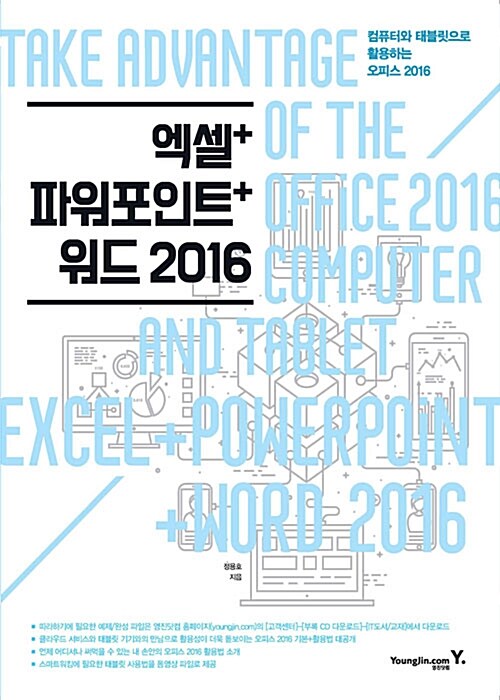 TAKE ADVANTAGE
OF THE
OFFICE 2016
COMPUTER
AND TABLET
EXCEL+POWERPOINT
+WORD 2016
컴퓨터와 태블릿으로
활용하는
오피스 2016
엑셀+
파워포인트+
워드 2016
정용호
지음
• 따라하기에 필요한 예제/완성 파일은 영진닷컴 홈페이지(youngjin.com)의 [고객센터]-[부록 CD 다운로드]-[IT도서/교재]에서 다운로드
• 클라우드 서비스와 태블릿 기기와의 만남으로 활용성이 더욱 돋보이는 오피스 2016 기본+활용법 대공개
• 언제 어디서나 써먹을 수 있는 내 손안의 오피스 2016 활용법 소개
• 스마트워킹에 필요한 태블릿 사용법을 동영상 파일로 제공
YoungJin.com Y.
영진닷컴